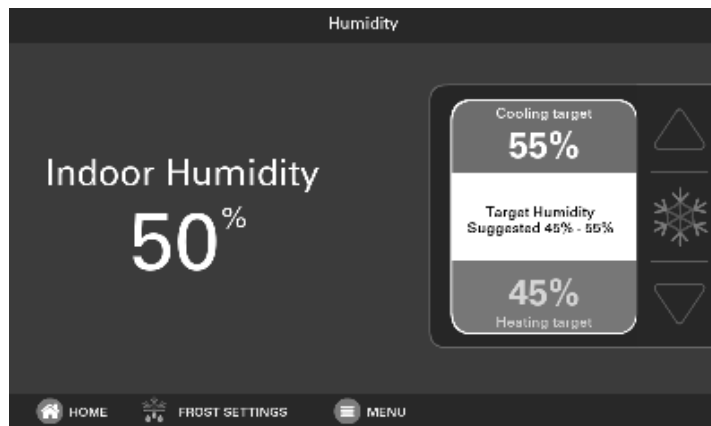 Humidity
Indoor Humidity
50%
Cooling target
55%
Target Humidity
Suggested 45% - 55%
45%
Heating target
HOME
FROST SETTINGS
MENU